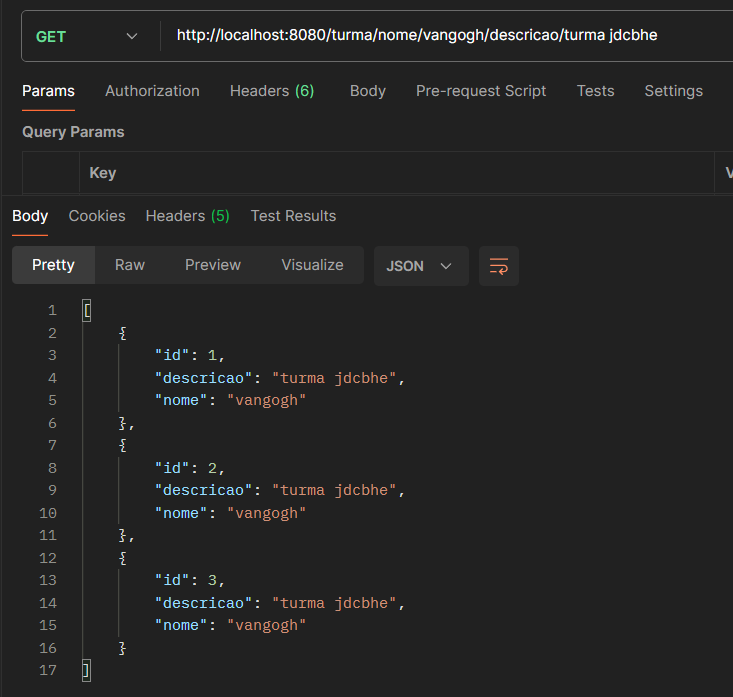 GET http://localhost:8080/turma/nome/vangogh/descricao/turma jdcbhe
Params Authorization Headers (6) Body Pre-request Script Tests Settings
Query Params
Key V
Body Cookies Headers (5) Test Results
Pretty Raw Preview Visualize JSON
1 [
2 {
3 "id": 1,
4 "descricao": "turma jdcbhe",
5 "nome": "vangogh"
6 },
7 {
8 "id": 2,
9 "descricao": "turma jdcbhe",
10 "nome": "vangogh"
11 },
12 {
13 "id": 3,
14 "descricao": "turma jdcbhe",
15 "nome": "vangogh"
16 }
17 ]